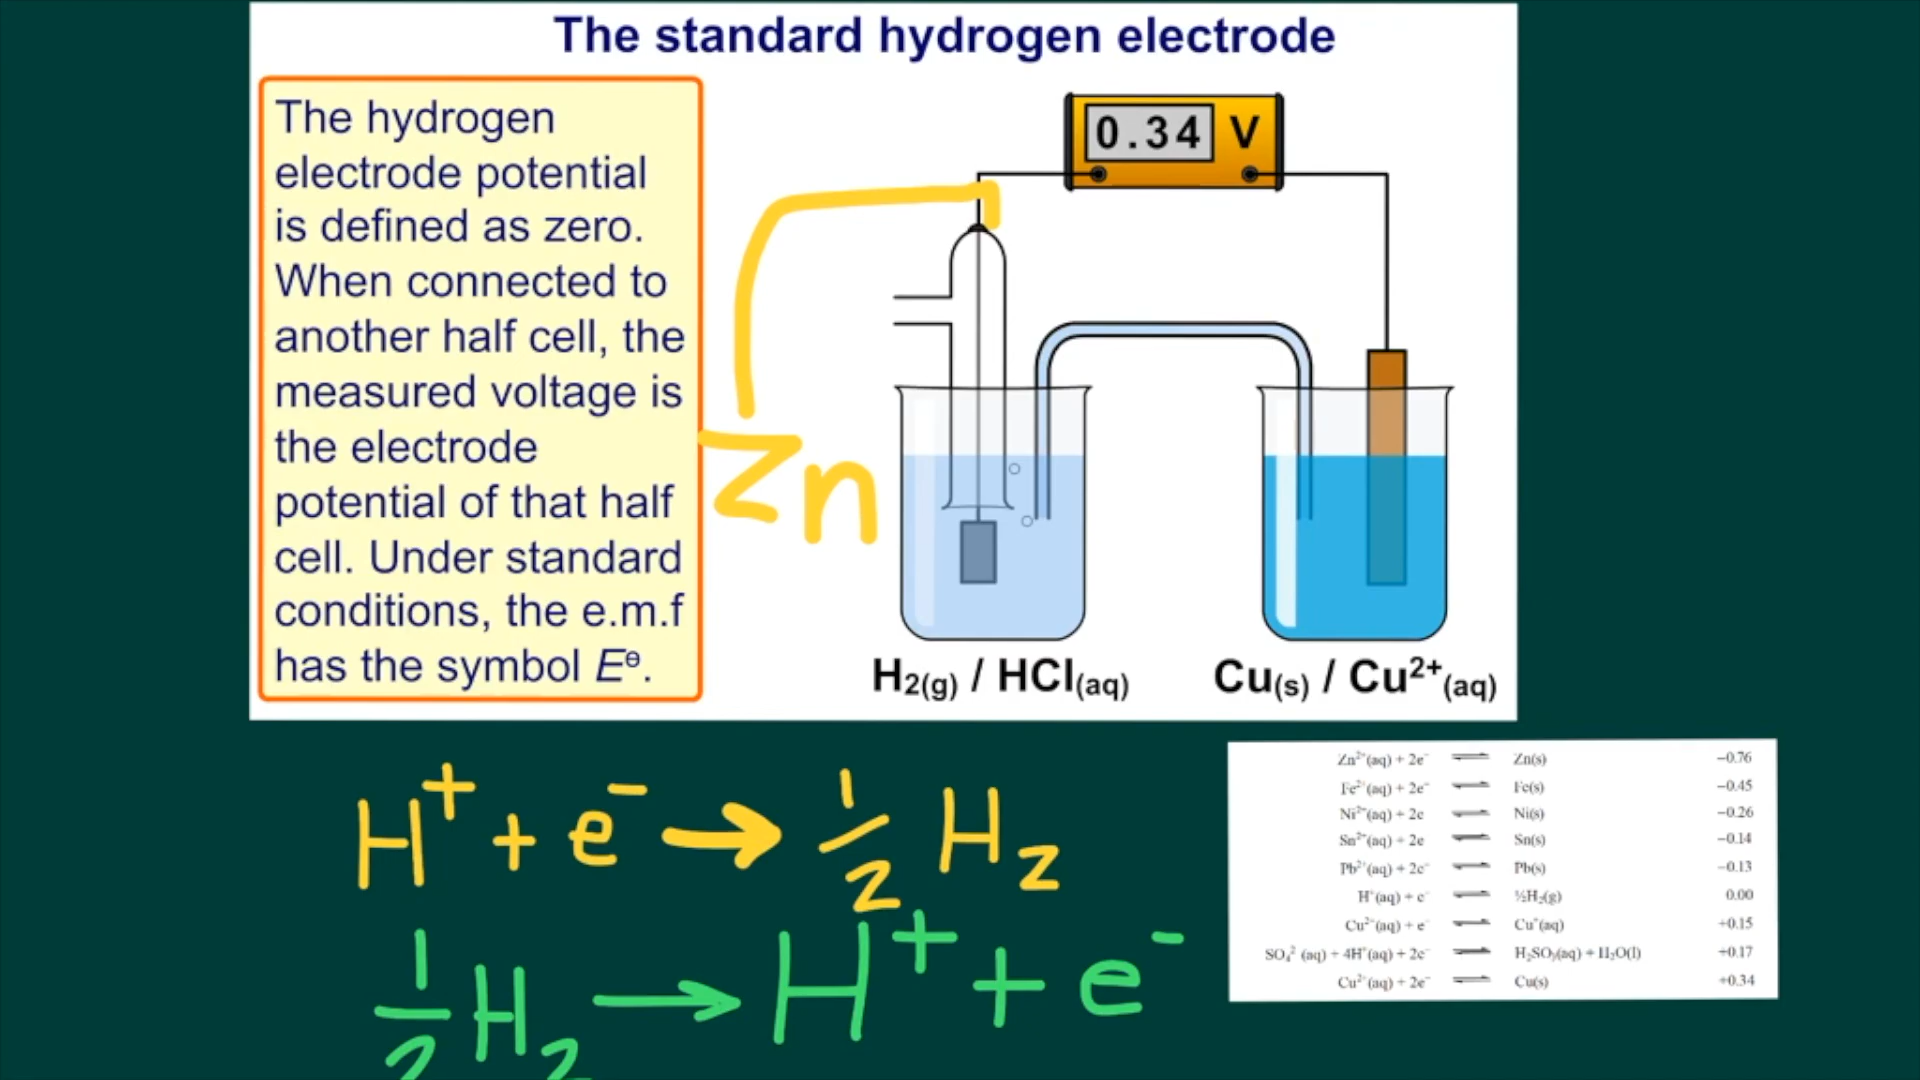 The standard hydrogen electrode
The hydrogen
electrode potential
is defined as zero.
When connected to
another half cell, the
measured voltage is
the electrode
potential of that half
cell. Under standard
conditions, the e.m.f
has the symbol E⦵.
0.34 V
Zn
H2(g) / HCl(aq)
Cu(s) / Cu²⁺(aq)
H⁺ + e⁻ → ½ H₂
½ H₂ → H⁺ + e⁻
Zn²⁺(aq) + 2e⁻ ⇌ Zn(s) −0.76
Fe²⁺(aq) + 2e⁻ ⇌ Fe(s) −0.45
Ni²⁺(aq) + 2e ⇌ Ni(s) −0.26
Sn²⁺(aq) + 2e ⇌ Sn(s) −0.14
Pb²⁺(aq) + 2e⁻ ⇌ Pb(s) −0.13
H⁺(aq) + e⁻ ⇌ ½H₂(g) 0.00
Cu²⁺(aq) + e⁻ ⇌ Cu⁺(aq) +0.15
SO₄²⁻(aq) + 4H⁺(aq) + 2e⁻ ⇌ H₂SO₃(aq) + H₂O(l) +0.17
Cu²⁺(aq) + 2e⁻ ⇌ Cu(s) +0.34